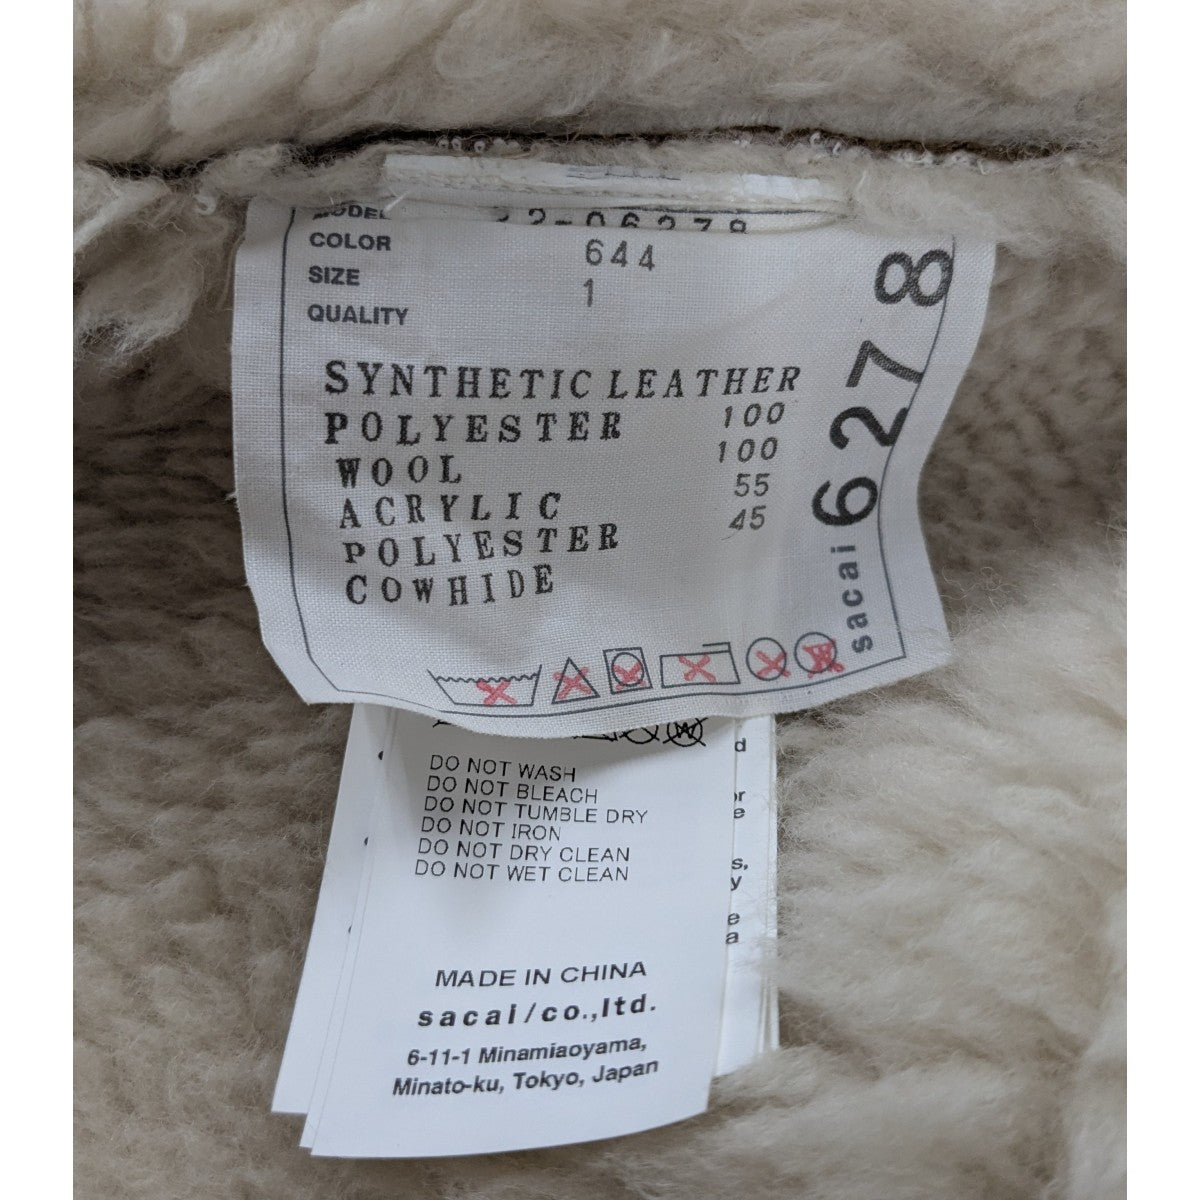 MODEL 22-06278
COLOR 644
SIZE 1
QUALITY
SYNTHETIC LEATHER
POLYESTER 100
WOOL 100
ACRYLIC 55
POLYESTER 45
COWHIDE
sacai 6278
DO NOT WASH
DO NOT BLEACH
DO NOT TUMBLE DRY
DO NOT IRON
DO NOT DRY CLEAN
DO NOT WET CLEAN
MADE IN CHINA
sacai/co.,ltd.
6-11-1 Minamiaoyama,
Minato-ku, Tokyo, Japan